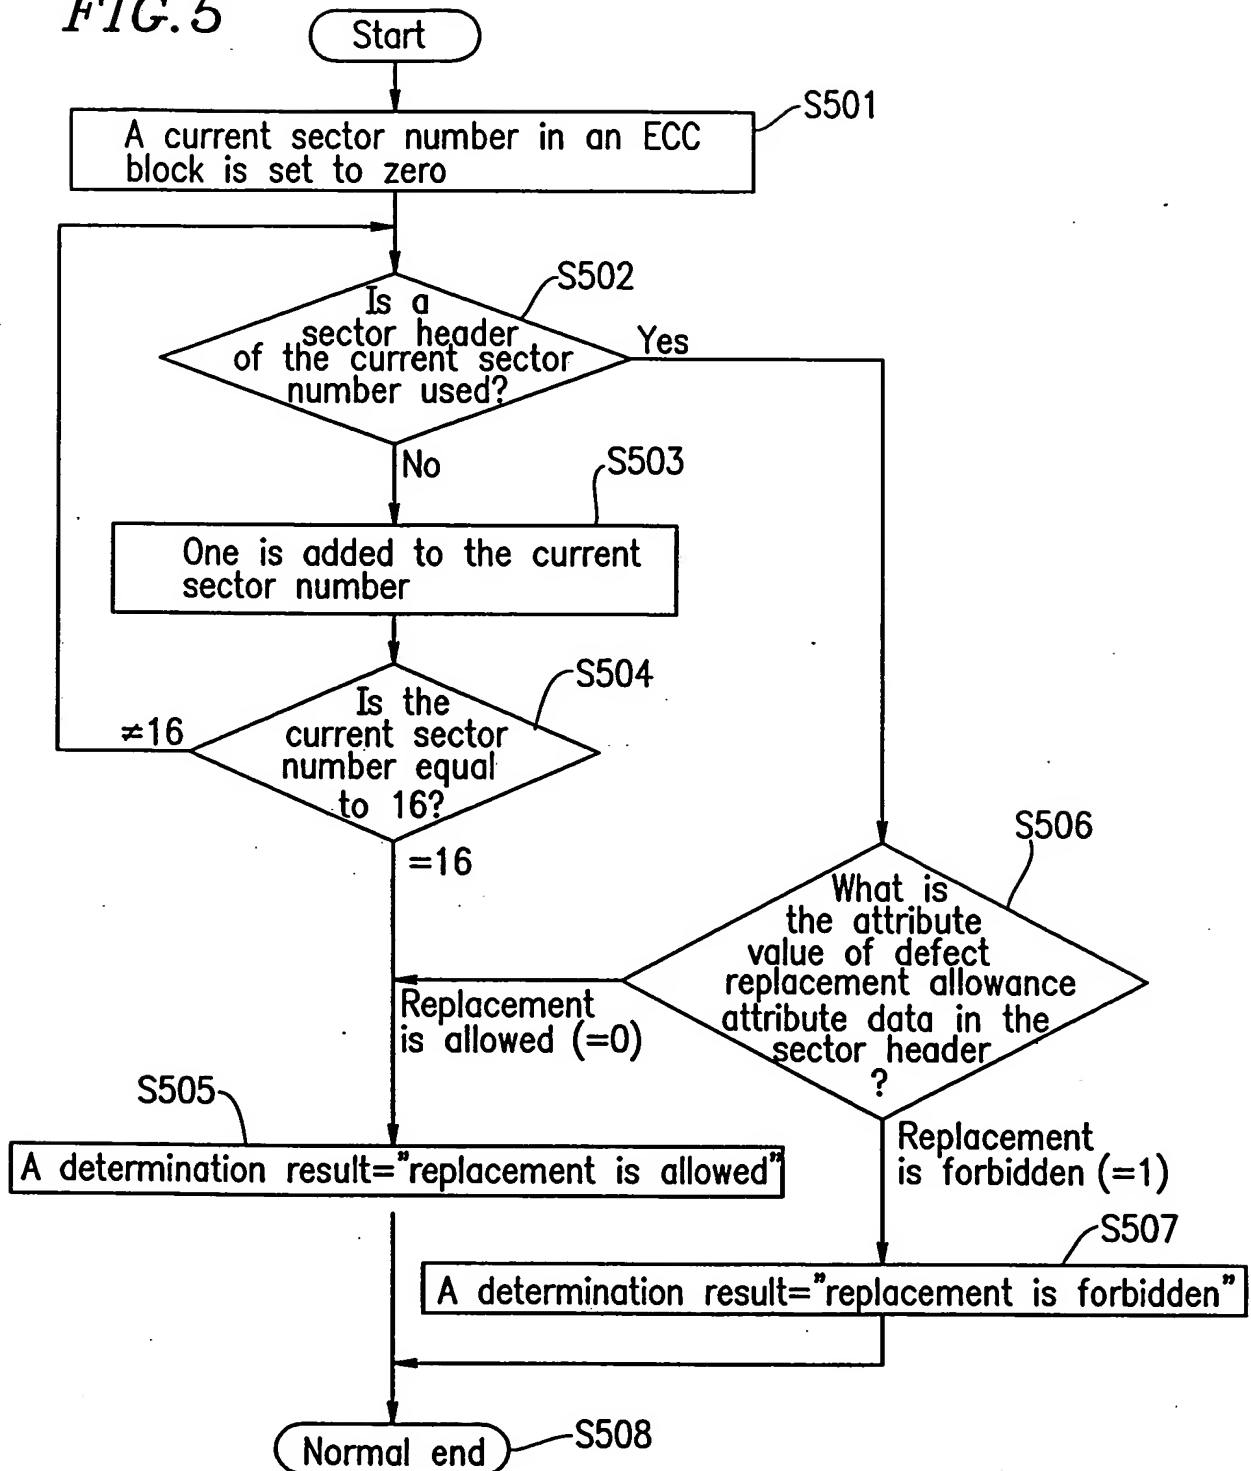 FIG. 5
Start
S501
A current sector number in an ECC
block is set to zero
S502
Is a
sector header
of the current sector
number used?
Yes
No
S503
One is added to the current
sector number
S504
Is the
current sector
number equal
to 16?
≠16
=16
S506
What is
the attribute
value of defect
replacement allowance
attribute data in the
sector header
?
Replacement
is allowed (=0)
S505
A determination result="replacement is allowed"
Replacement
is forbidden (=1)
S507
A determination result="replacement is forbidden"
Normal end
S508